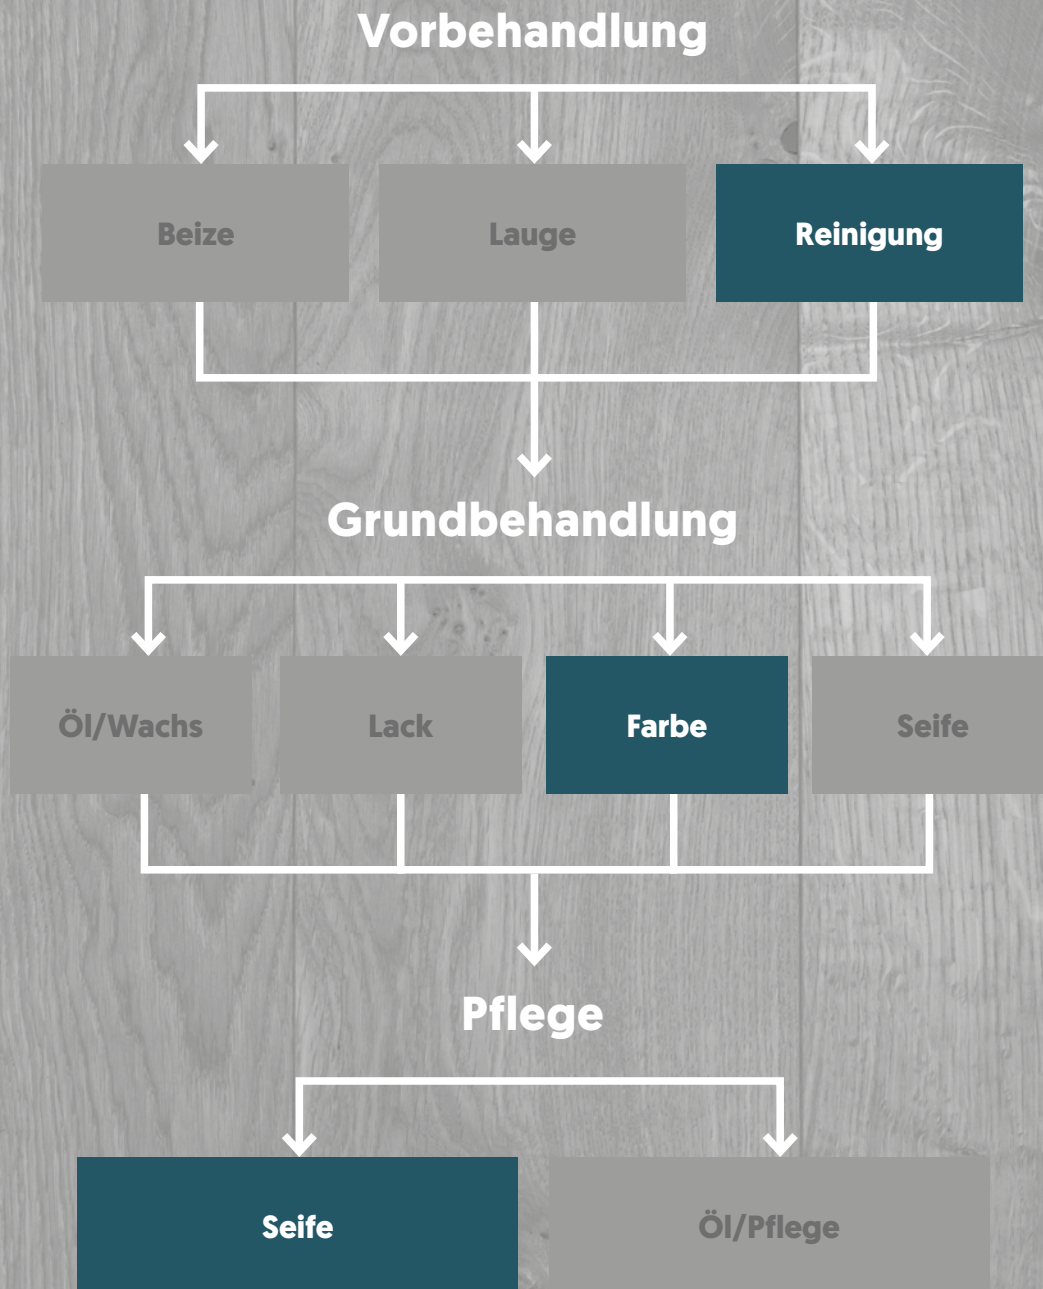 Vorbehandlung
Beize
Lauge
Reinigung
Grundbehandlung
Öl/Wachs
Lack
Farbe
Seife
Pflege
Seife
Öl/Pflege